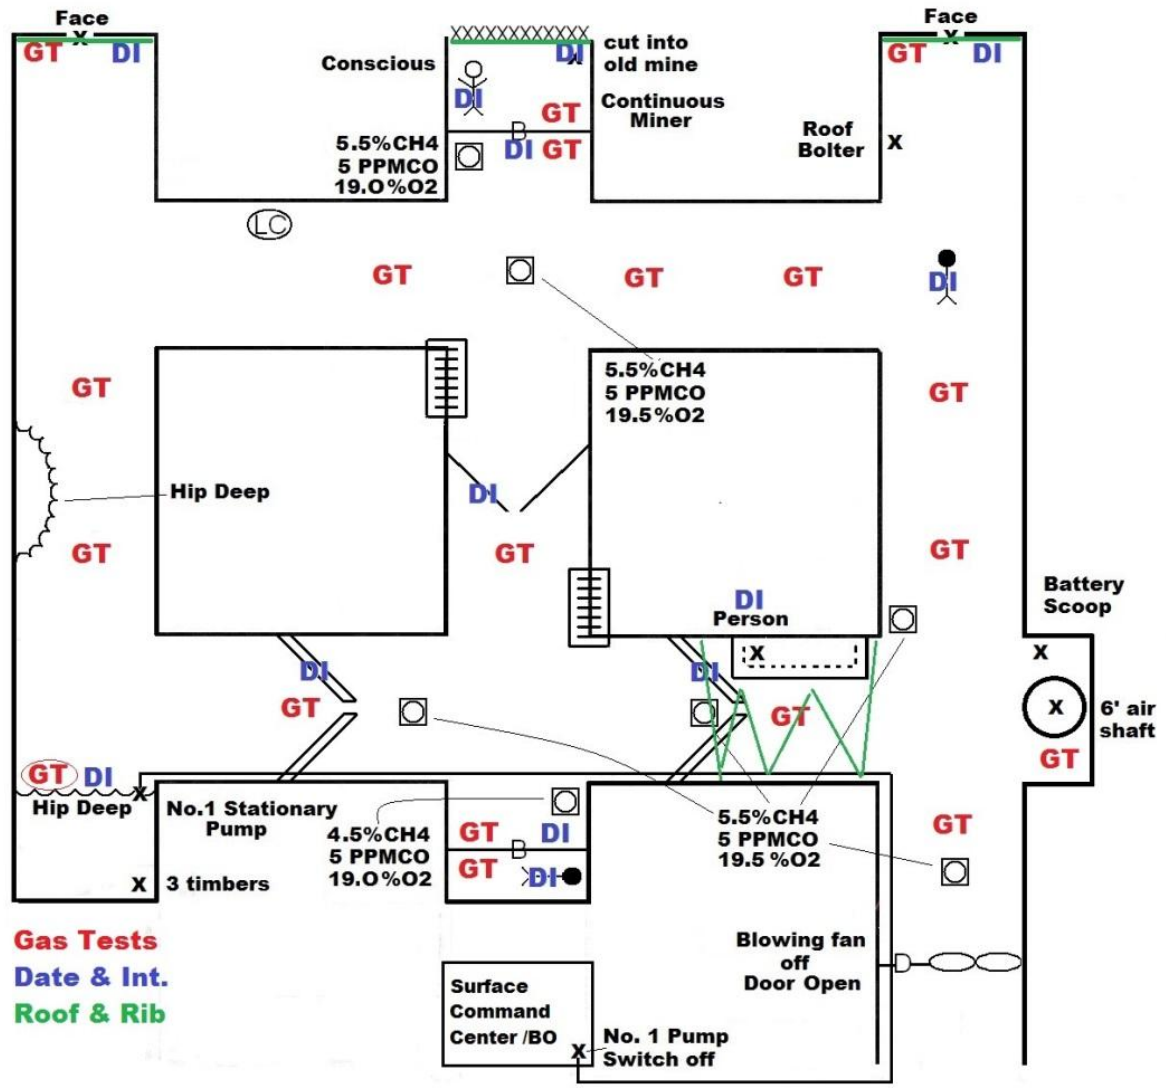 Face
Face
GT
DI
Conscious
DI
cut into
old mine
GT
DI
DI
Continuous
Miner
GT
Roof
Bolter
X
B
5.5%CH4
5 PPMCO
19.O%O2
DI
GT
LC
GT
GT
GT
DI
GT
5.5%CH4
5 PPMCO
19.5%O2
GT
Hip Deep
DI
GT
GT
GT
DI
Person
X
Battery
Scoop
X
DI
DI
GT
GT
X
6' air
shaft
GT
GT
DI
Hip Deep
X
No.1 Stationary
Pump
4.5%CH4
5 PPMCO
19.O%O2
GT
DI
B
GT
DI
5.5%CH4
5 PPMCO
19.5%O2
GT
X
3 timbers
Gas Tests
Date & Int.
Roof & Rib
Blowing fan
off
Door Open
D
Surface
Command
Center /BO
X
No. 1 Pump
Switch off